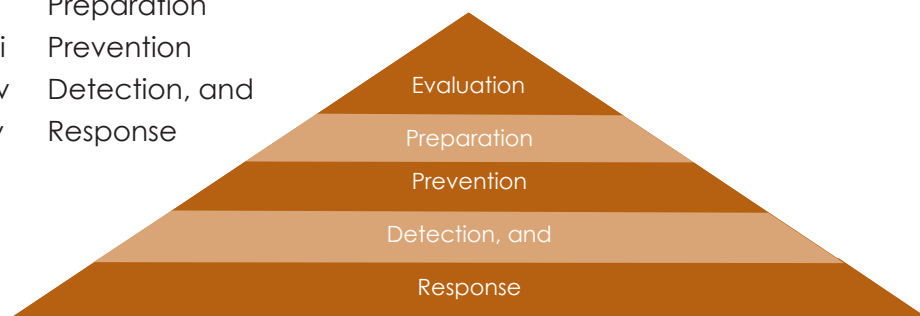 Preparation
i Prevention
v Detection, and
Response
Evaluation
Preparation
Prevention
Detection, and
Response